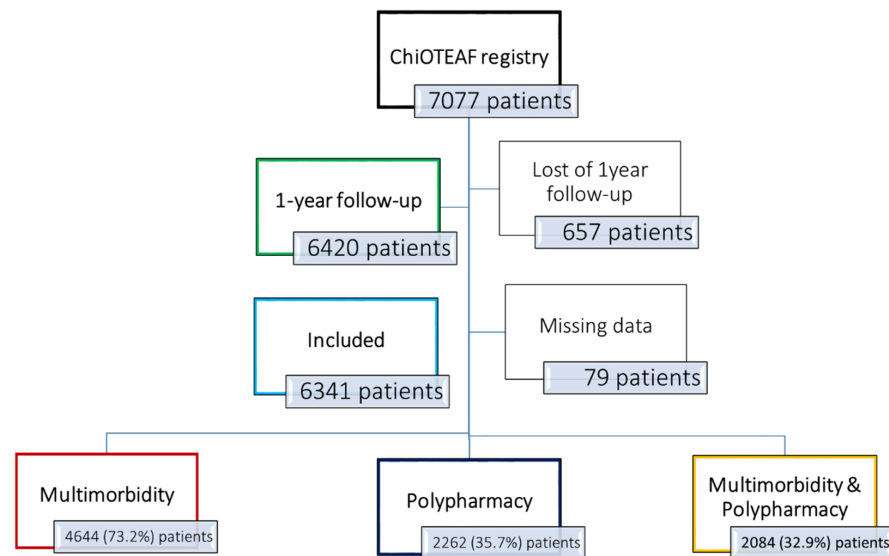 ChiOTEAF registry
7077 patients
1-year follow-up
6420 patients
Lost of 1year
follow-up
657 patients
Included
6341 patients
Missing data
79 patients
Multimorbidity
4644 (73.2%) patients
Polypharmacy
2262 (35.7%) patients
Multimorbidity &
Polypharmacy
2084 (32.9%) patients